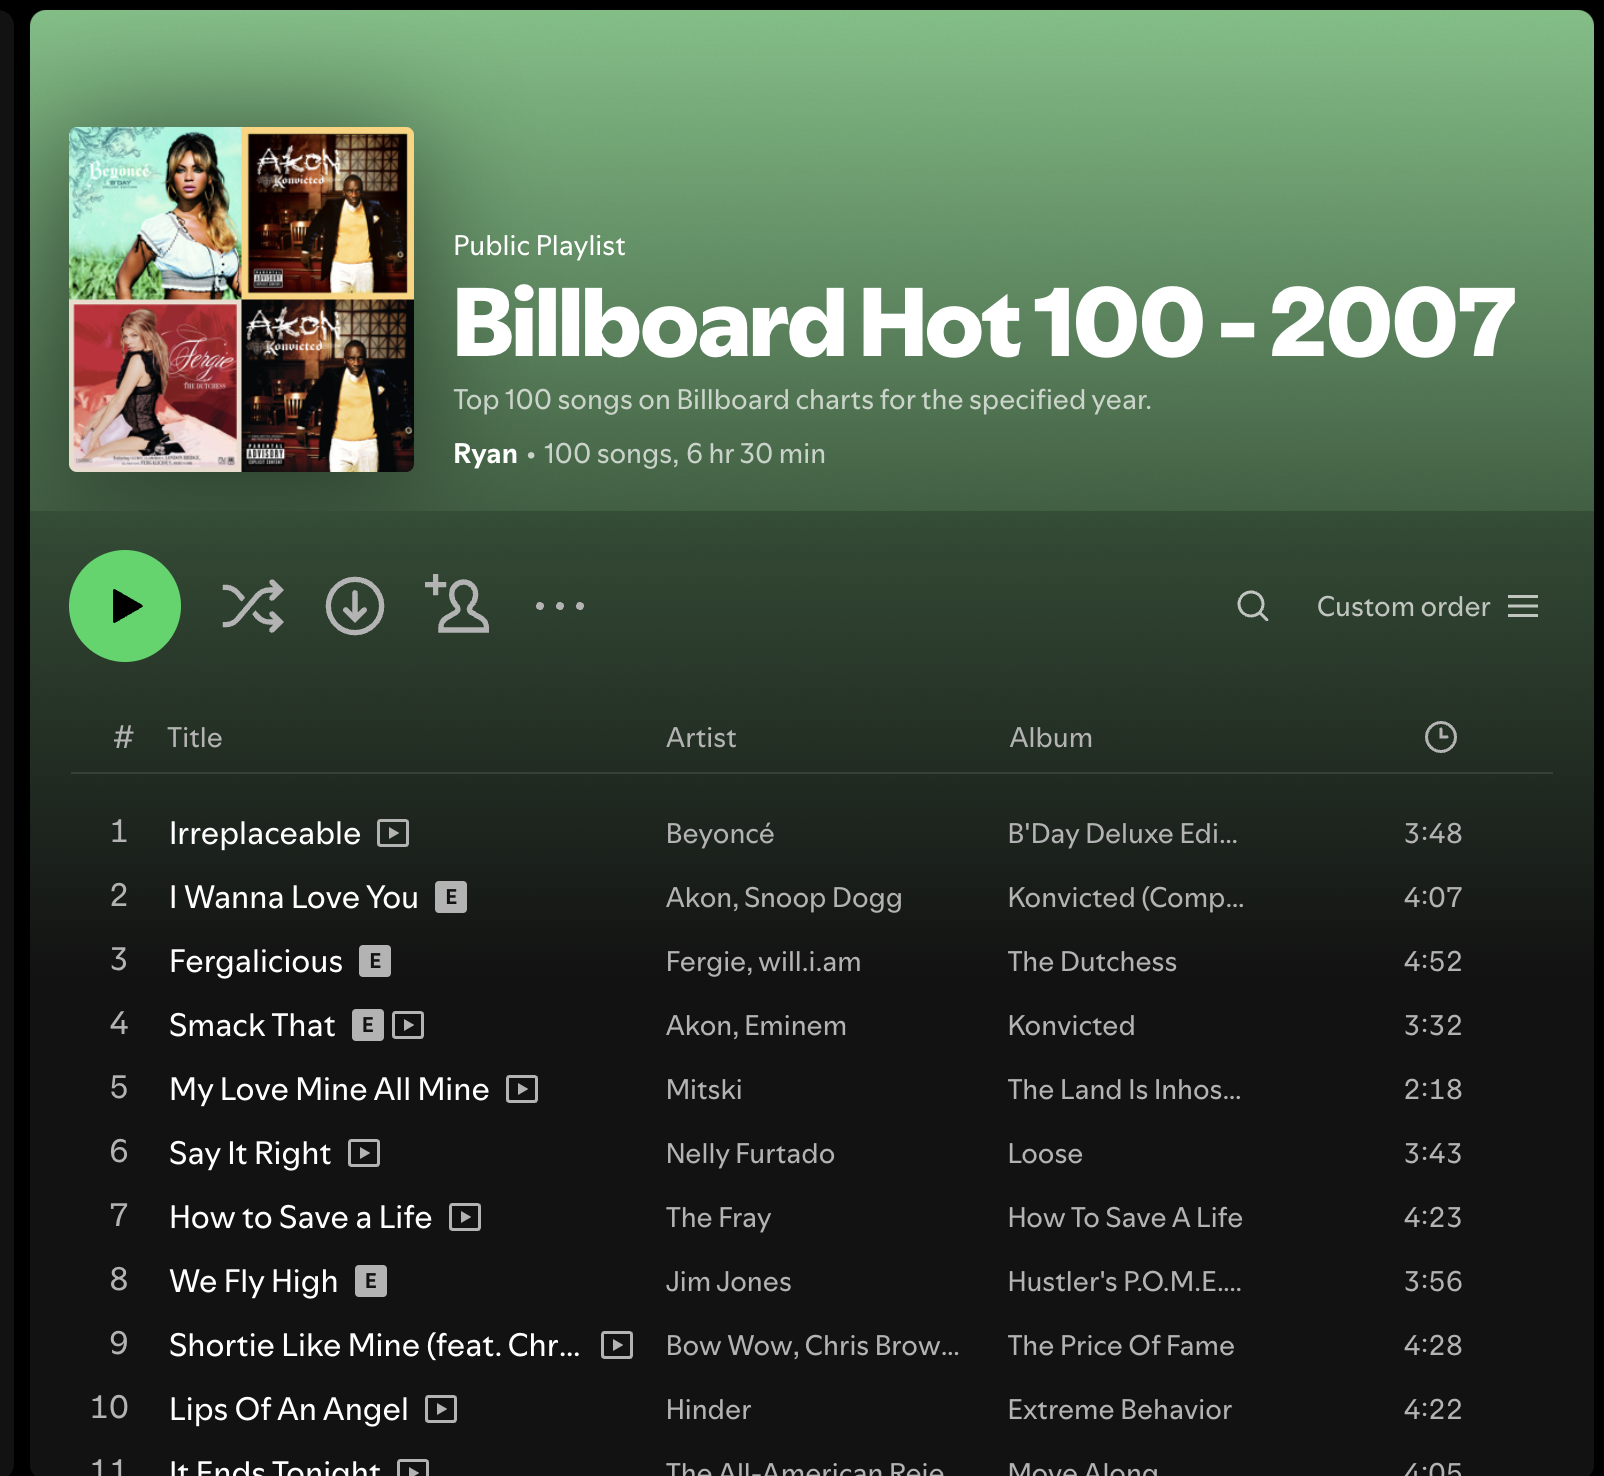 Beyoncé
B'DAY
AKON
Konvicted
Fergie
THE DUTCHESS
AKON
Konvicted
PARENTAL
ADVISORY
EXPLICIT CONTENT
Public Playlist
Billboard Hot 100 - 2007
Top 100 songs on Billboard charts for the specified year.
Ryan • 100 songs, 6 hr 30 min
Custom order
# Title Artist Album
1 Irreplaceable Beyoncé B'Day Deluxe Edi... 3:48
2 I Wanna Love You E Akon, Snoop Dogg Konvicted (Comp... 4:07
3 Fergalicious E Fergie, will.i.am The Dutchess 4:52
4 Smack That E Akon, Eminem Konvicted 3:32
5 My Love Mine All Mine Mitski The Land Is Inhos... 2:18
6 Say It Right Nelly Furtado Loose 3:43
7 How to Save a Life The Fray How To Save A Life 4:23
8 We Fly High E Jim Jones Hustler's P.O.M.E.... 3:56
9 Shortie Like Mine (feat. Chr... Bow Wow, Chris Brow... The Price Of Fame 4:28
10 Lips Of An Angel Hinder Extreme Behavior 4:22
11 It Ends Tonight The All-American Reje... Move Along 4:05